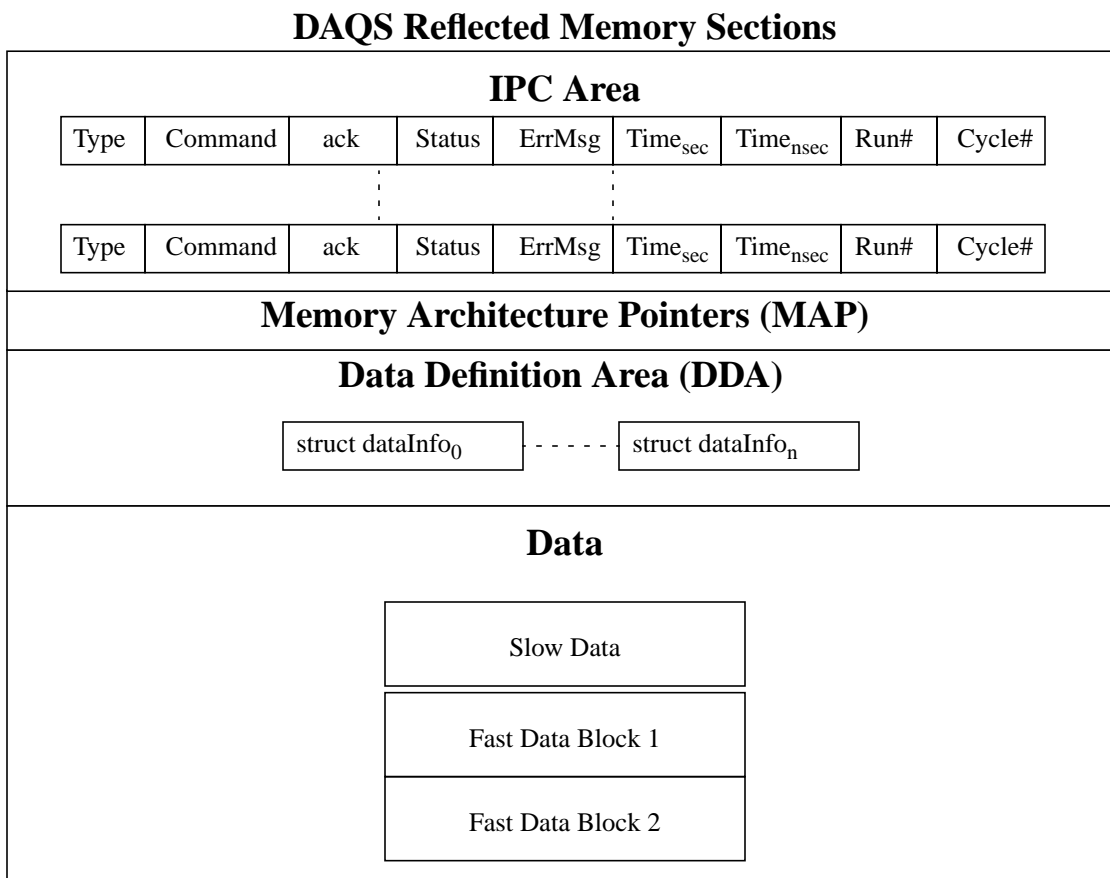 DAQS Reflected Memory Sections
IPC Area
Type Command ack Status ErrMsg Time_sec Time_nsec Run# Cycle#
Type Command ack Status ErrMsg Time_sec Time_nsec Run# Cycle#
Memory Architecture Pointers (MAP)
Data Definition Area (DDA)
struct dataInfo_0 struct dataInfo_n
Data
Slow Data
Fast Data Block 1
Fast Data Block 2